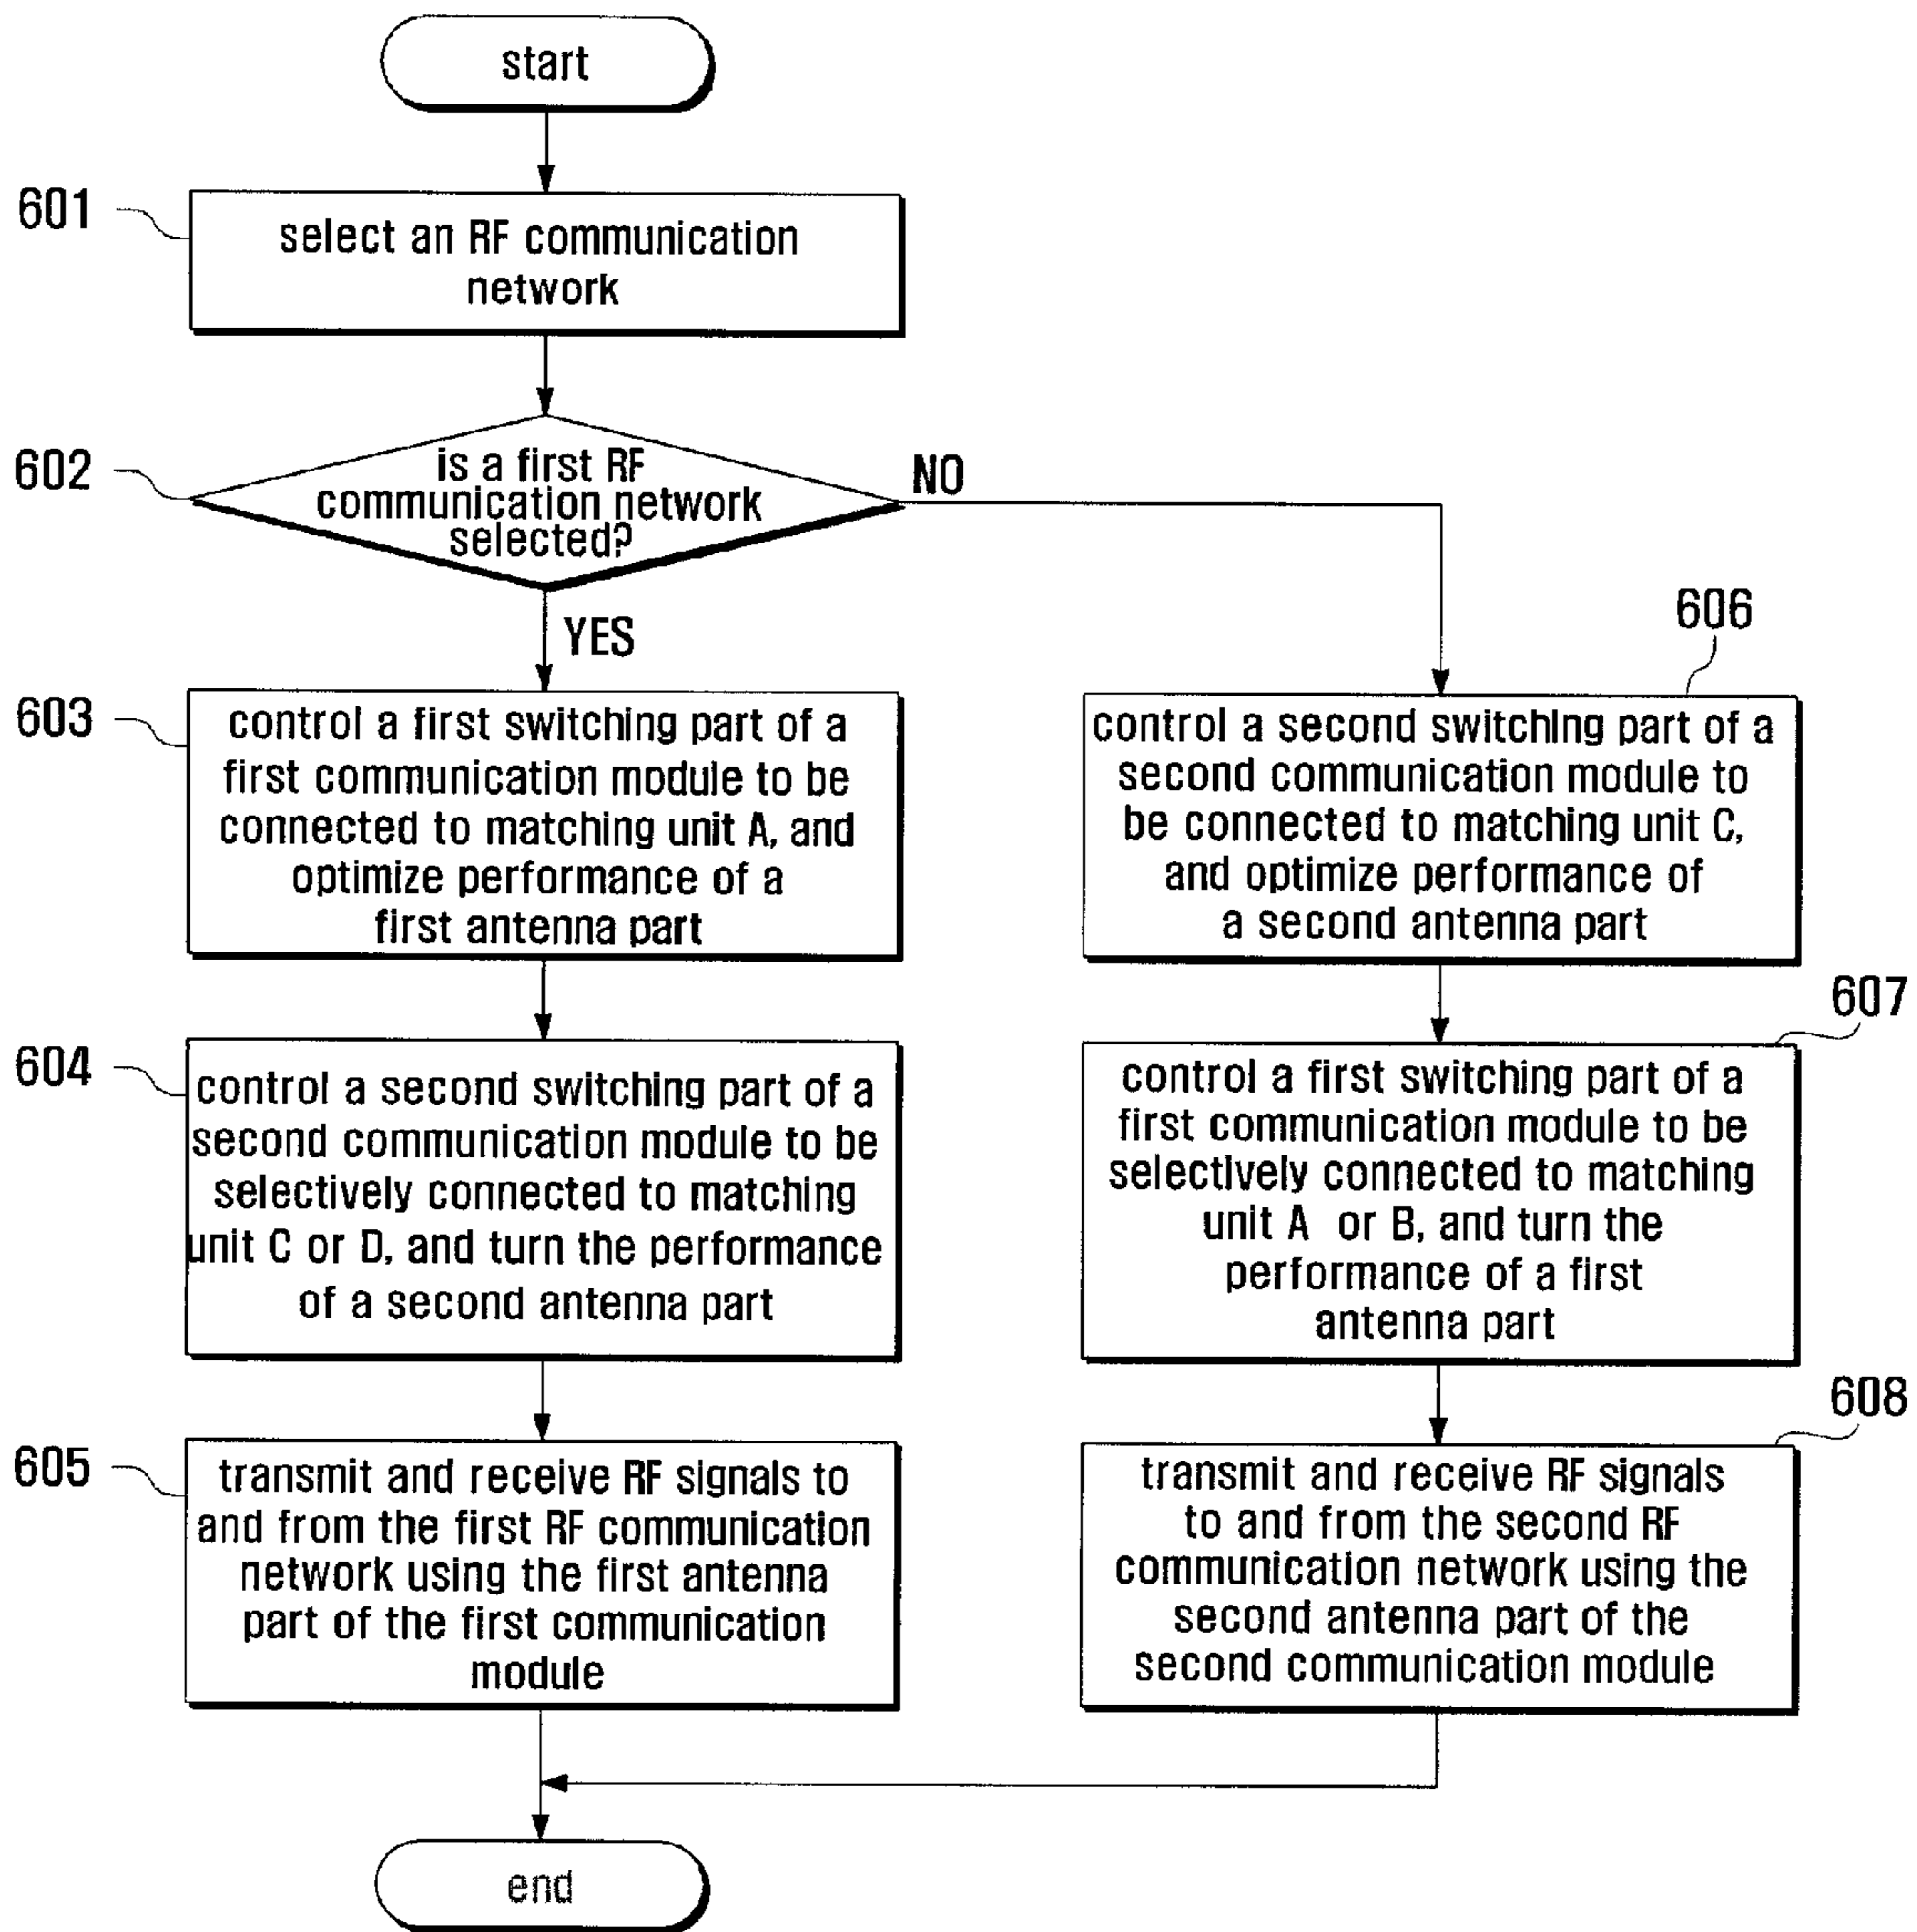 start
601
select an RF communication
network
602
is a first RF
communication network
selected?
NO
YES
603
control a first switching part of a
first communication module to be
connected to matching unit A, and
optimize performance of a
first antenna part
606
control a second switching part of a
second communication module to
be connected to matching unit C,
and optimize performance of
a second antenna part
604
control a second switching part of a
second communication module to be
selectively connected to matching
unit C or D, and turn the performance
of a second antenna part
607
control a first switching part of a
first communication module to be
selectively connected to matching
unit A or B, and turn the
performance of a first
antenna part
605
transmit and receive RF signals to
and from the first RF communication
network using the first antenna
part of the first communication
module
608
transmit and receive RF signals
to and from the second RF
communication network using the
second antenna part of the
second communication module
end